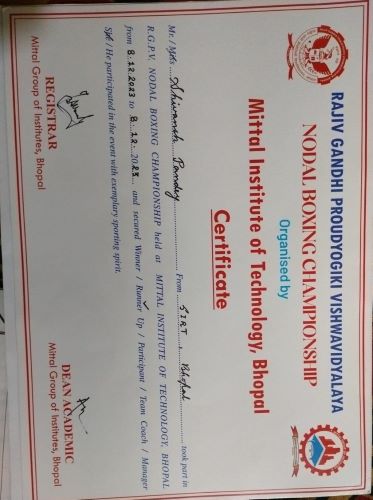 RAJIV GANDHI PROUDYOGIKI VISHWAVIDYALAYA
NODAL BOXING CHAMPIONSHIP
Organised by
Mittal Institute of Technology, Bhopal
Certificate
Mr. / Ms. Shivansh Pandey From SIRT, Bhopal took part in
R.G.P.V. NODAL BOXING CHAMPIONSHIP held at MITTAL INSTITUTE OF TECHNOLOGY, BHOPAL
from 8.12.2023 to 8.12.2023 and secured Winner / Runner Up / Participant / Team Coach / Manager
She / He participated in the event with exemplary sporting spirit.
REGISTRAR
Mittal Group of Institutes, Bhopal
DEAN ACADEMIC
Mittal Group of Institutes, Bhopal